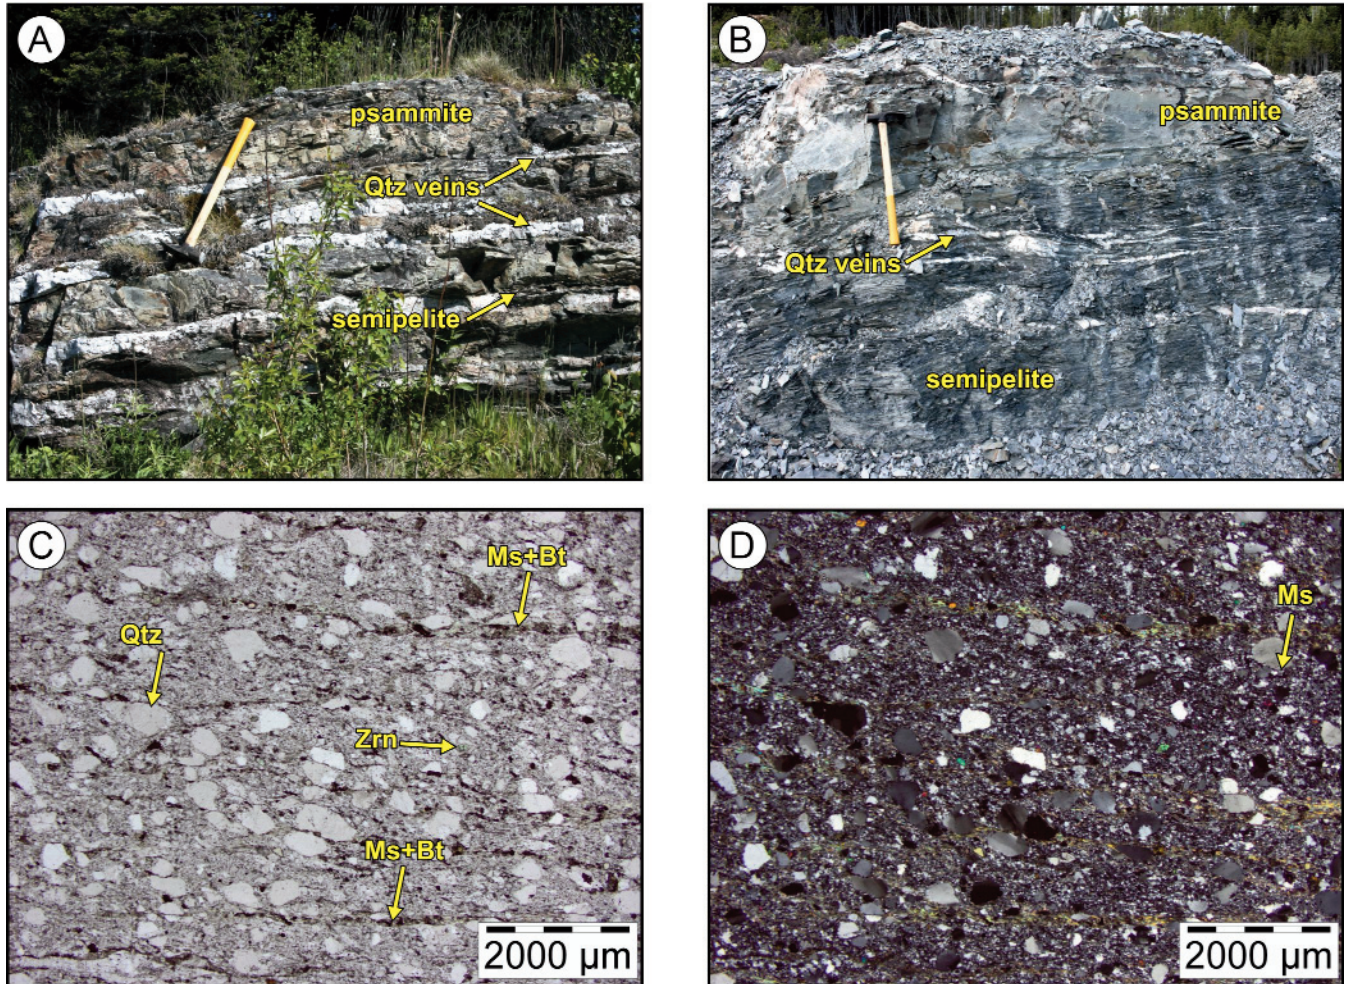 A
psammite
Qtz veins
semipelite
B
psammite
Qtz veins
semipelite
C
Ms+Bt
Qtz
Zrn
Ms+Bt
2000 µm
D
Ms
2000 µm